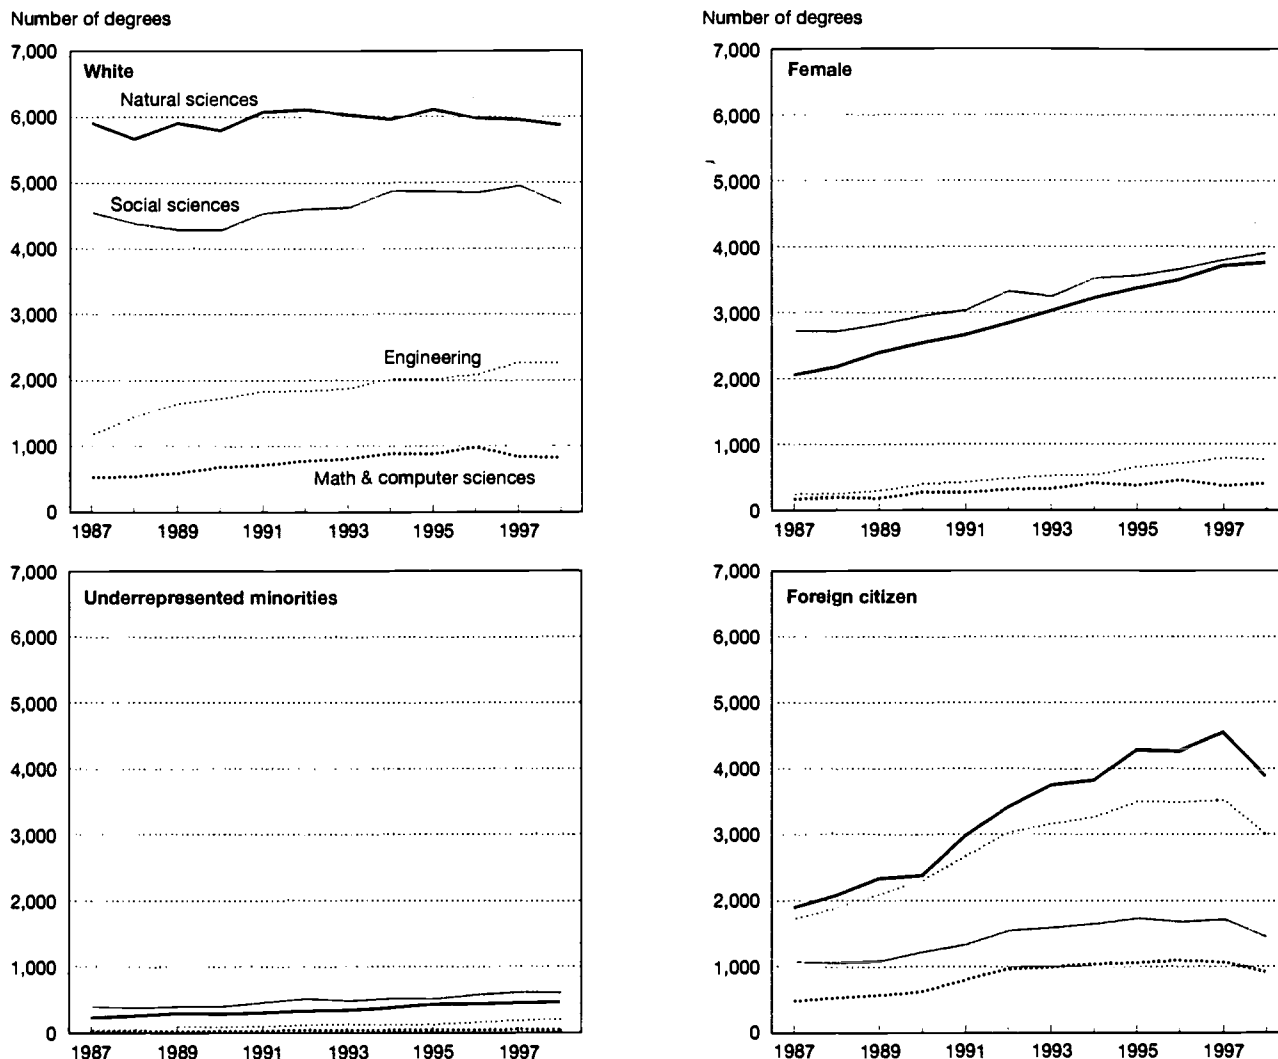 Number of degrees
7,000
6,000
5,000
4,000
3,000
2,000
1,000
0
White
Natural sciences
Social sciences
Engineering
Math & computer sciences
1987 1989 1991 1993 1995 1997
Number of degrees
7,000
6,000
5,000
4,000
3,000
2,000
1,000
0
Female
1987 1989 1991 1993 1995 1997
7,000
6,000
5,000
4,000
3,000
2,000
1,000
0
Underrepresented minorities
1987 1989 1991 1993 1995 1997
7,000
6,000
5,000
4,000
3,000
2,000
1,000
0
Foreign citizen
1987 1989 1991 1993 1995 1997